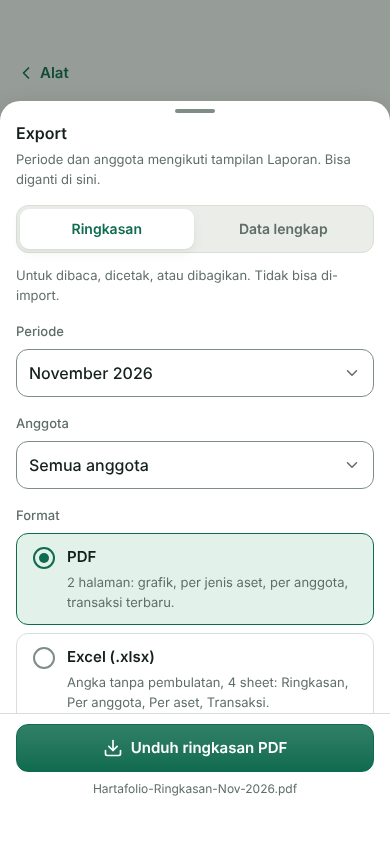 Alat
Export
Periode dan anggota mengikuti tampilan Laporan. Bisa
diganti di sini.
Ringkasan
Data lengkap
Untuk dibaca, dicetak, atau dibagikan. Tidak bisa di-
import.
Periode
November 2026
Anggota
Semua anggota
Format
PDF
2 halaman: grafik, per jenis aset, per anggota,
transaksi terbaru.
Excel (.xlsx)
Angka tanpa pembulatan, 4 sheet: Ringkasan,
Per anggota, Per aset, Transaksi.
Unduh ringkasan PDF
Hartafolio-Ringkasan-Nov-2026.pdf